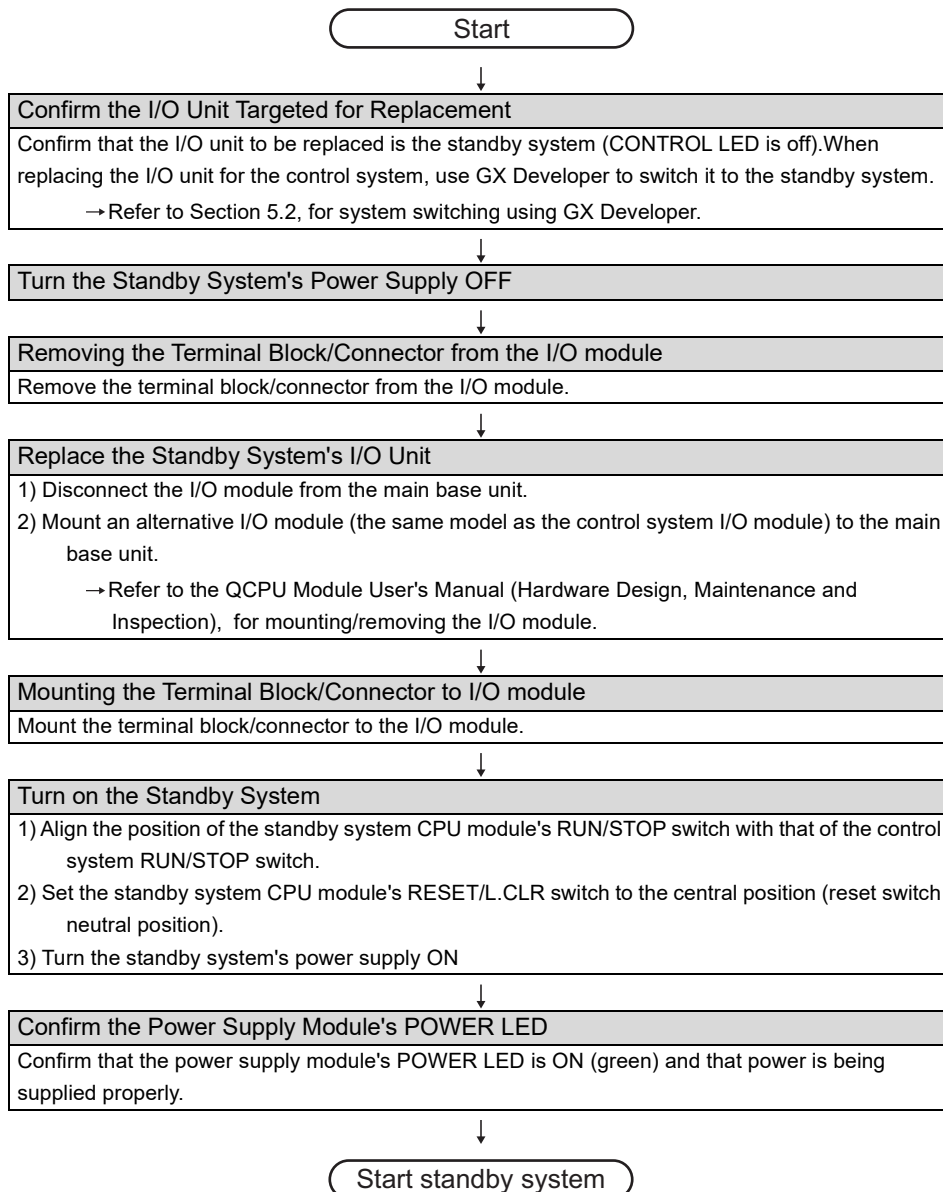 Start
↓
Confirm the I/O Unit Targeted for Replacement
Confirm that the I/O unit to be replaced is the standby system (CONTROL LED is off).When
replacing the I/O unit for the control system, use GX Developer to switch it to the standby system.
→Refer to Section 5.2, for system switching using GX Developer.
↓
Turn the Standby System's Power Supply OFF
↓
Removing the Terminal Block/Connector from the I/O module
Remove the terminal block/connector from the I/O module.
↓
Replace the Standby System's I/O Unit
1) Disconnect the I/O module from the main base unit.
2) Mount an alternative I/O module (the same model as the control system I/O module) to the main
base unit.
→Refer to the QCPU Module User's Manual (Hardware Design, Maintenance and
Inspection), for mounting/removing the I/O module.
↓
Mounting the Terminal Block/Connector to I/O module
Mount the terminal block/connector to the I/O module.
↓
Turn on the Standby System
1) Align the position of the standby system CPU module's RUN/STOP switch with that of the control
system RUN/STOP switch.
2) Set the standby system CPU module's RESET/L.CLR switch to the central position (reset switch
neutral position).
3) Turn the standby system's power supply ON
↓
Confirm the Power Supply Module's POWER LED
Confirm that the power supply module's POWER LED is ON (green) and that power is being
supplied properly.
↓
Start standby system